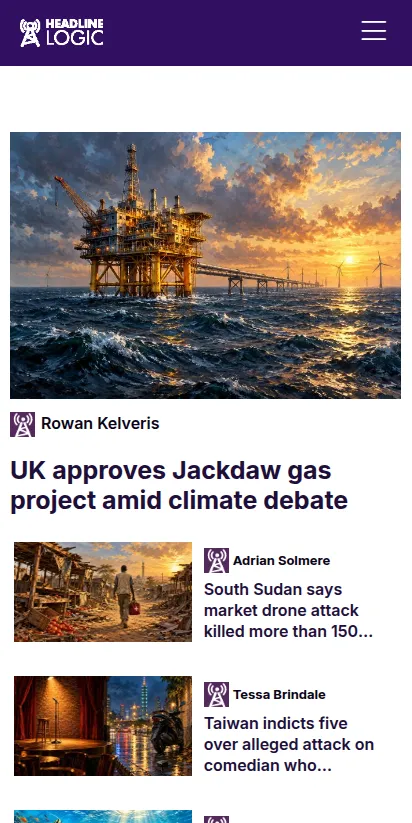 HEADLINE
LOGIC
Rowan Kelveris
UK approves Jackdaw gas
project amid climate debate
Adrian Solmere
South Sudan says
market drone attack
killed more than 150...
Tessa Brindale
Taiwan indicts five
over alleged attack on
comedian who...